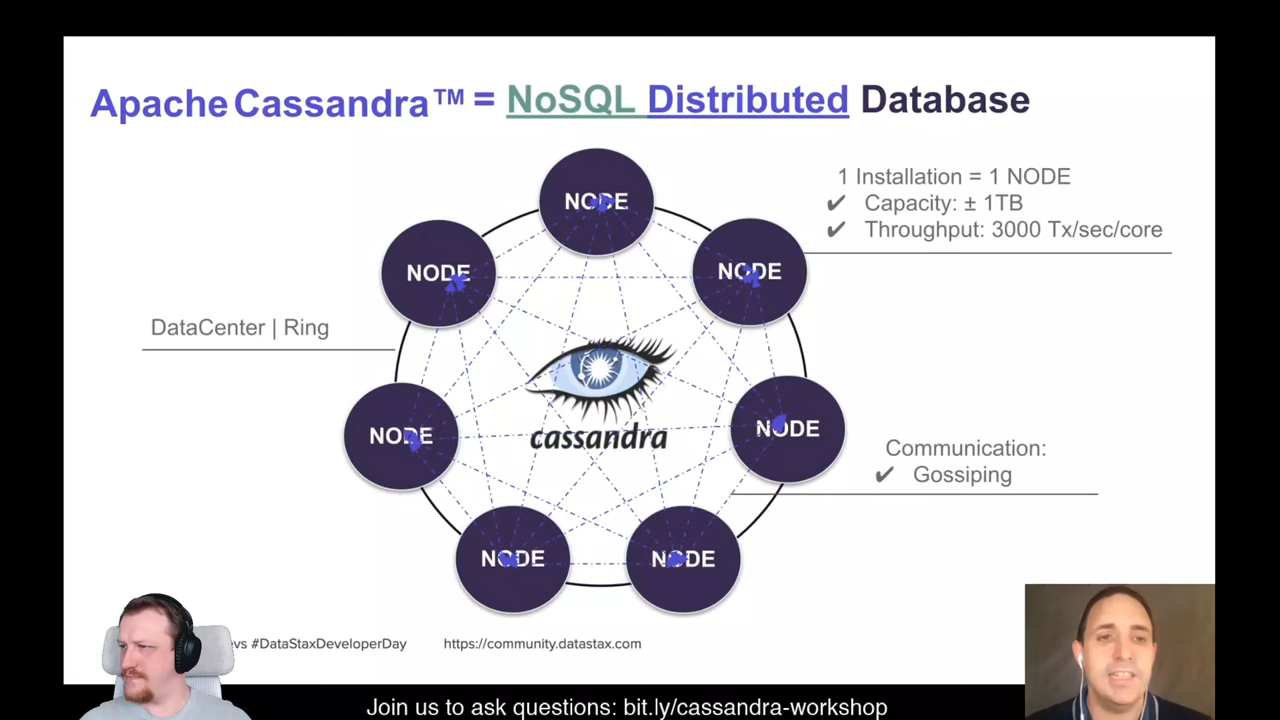 Apache Cassandra™ = NoSQL Distributed Database
NODE
NODE
NODE
NODE
NODE
NODE
NODE
1 Installation = 1 NODE
✔ Capacity: ± 1TB
✔ Throughput: 3000 Tx/sec/core
DataCenter | Ring
cassandra
Communication:
✔ Gossiping
#DataStaxDeveloperDay https://community.datastax.com
Join us to ask questions: bit.ly/cassandra-workshop